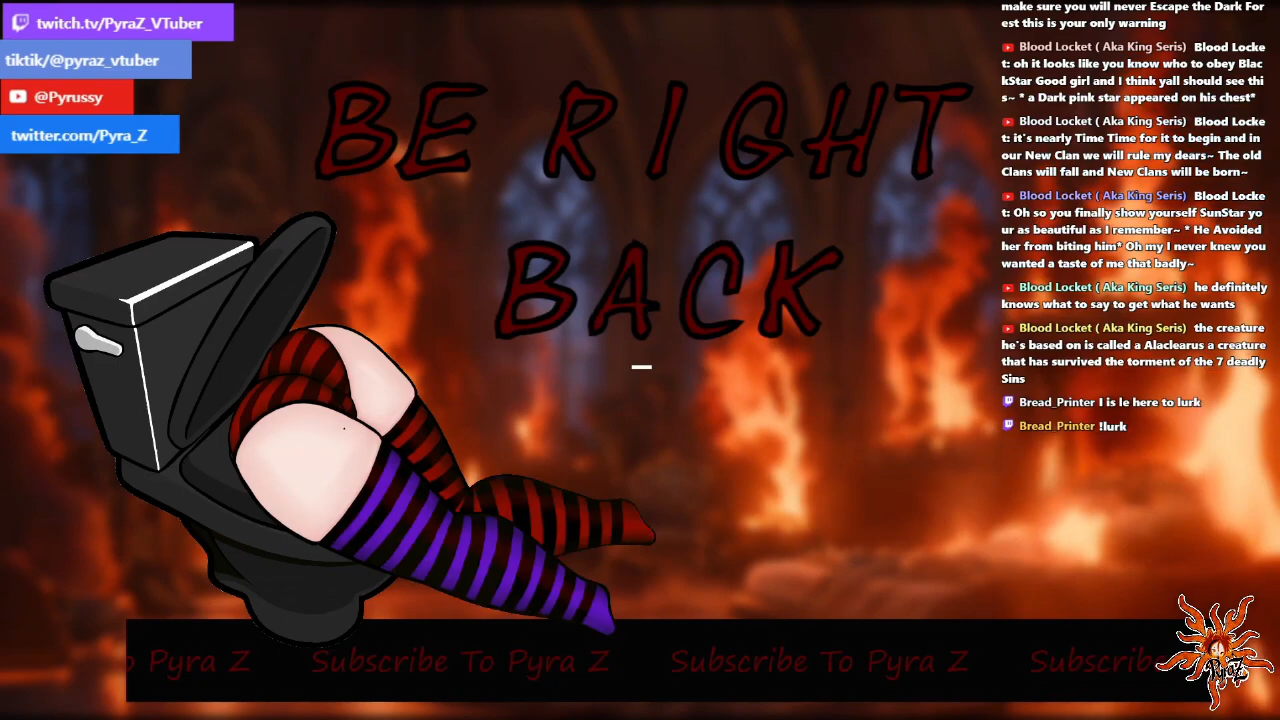 twitch.tv/PyraZ_VTuber
tiktik/@pyraz_vtuber
@Pyrussy
twitter.com/Pyra_Z
BE RIGHT
BACK
make sure you will never Escape the Dark For
est this is your only warning
Blood Locket ( Aka King Seris) Blood Locke
t: oh it looks like you know who to obey Blac
kStar Good girl and I think yall should see thi
s~ * a Dark pink star appeared on his chest*
Blood Locket ( Aka King Seris) Blood Locke
t: it's nearly Time Time for it to begin and in
our New Clan we will rule my dears~ The old
Clans will fall and New Clans will be born~
Blood Locket ( Aka King Seris) Blood Locke
t: Oh so you finally show yourself SunStar yo
ur as beautiful as I remember~ * He Avoided
her from biting him* Oh my I never knew you
wanted a taste of me that badly~
Blood Locket ( Aka King Seris) he definitely
knows what to say to get what he wants
Blood Locket ( Aka King Seris) the creature
he's based on is called a Alaclearus a creature
that has survived the torment of the 7 deadly
Sins
Bread_Printer I is le here to lurk
Bread_Printer !lurk
o Pyra Z Subscribe To Pyra Z Subscribe To Pyra Z Subscribe
PyraZ